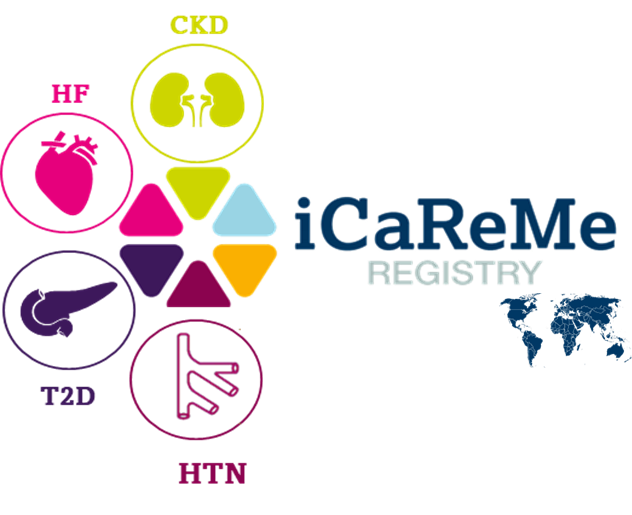 CKD
HF
iCaReMe
REGISTRY
T2D
HTN